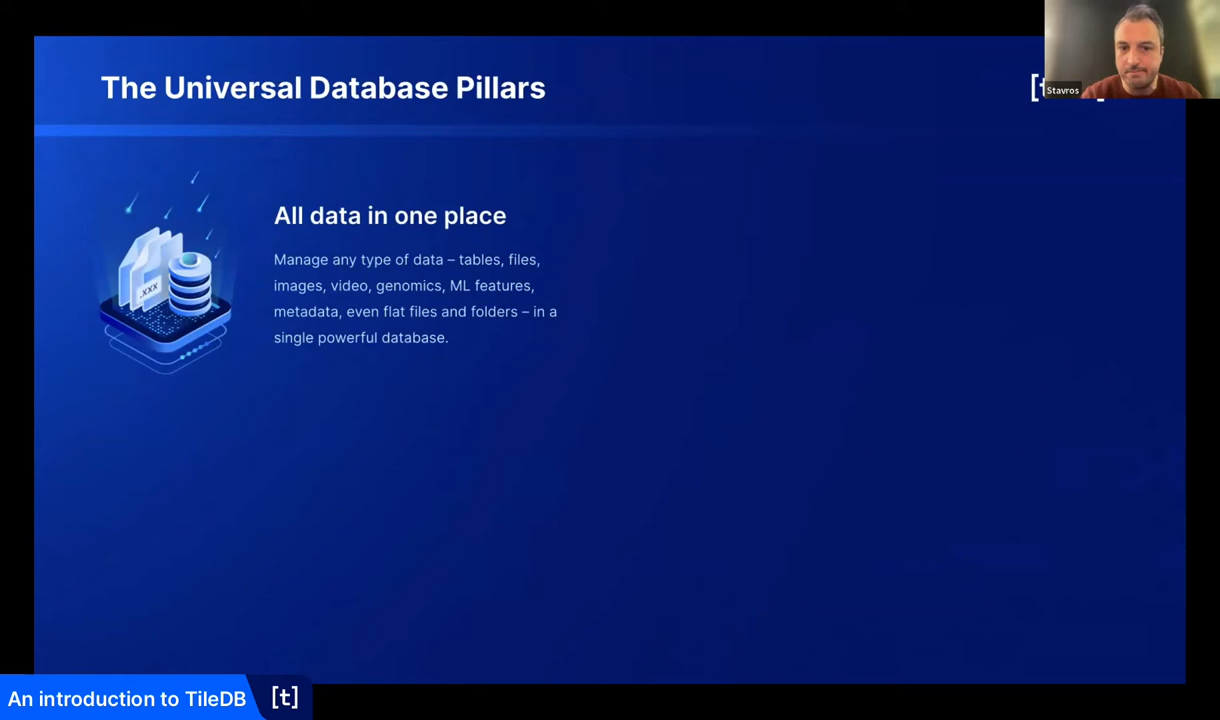 The Universal Database Pillars
Stavros
All data in one place
Manage any type of data – tables, files,
images, video, genomics, ML features,
metadata, even flat files and folders – in a
single powerful database.
.XXX
An introduction to TileDB [t]